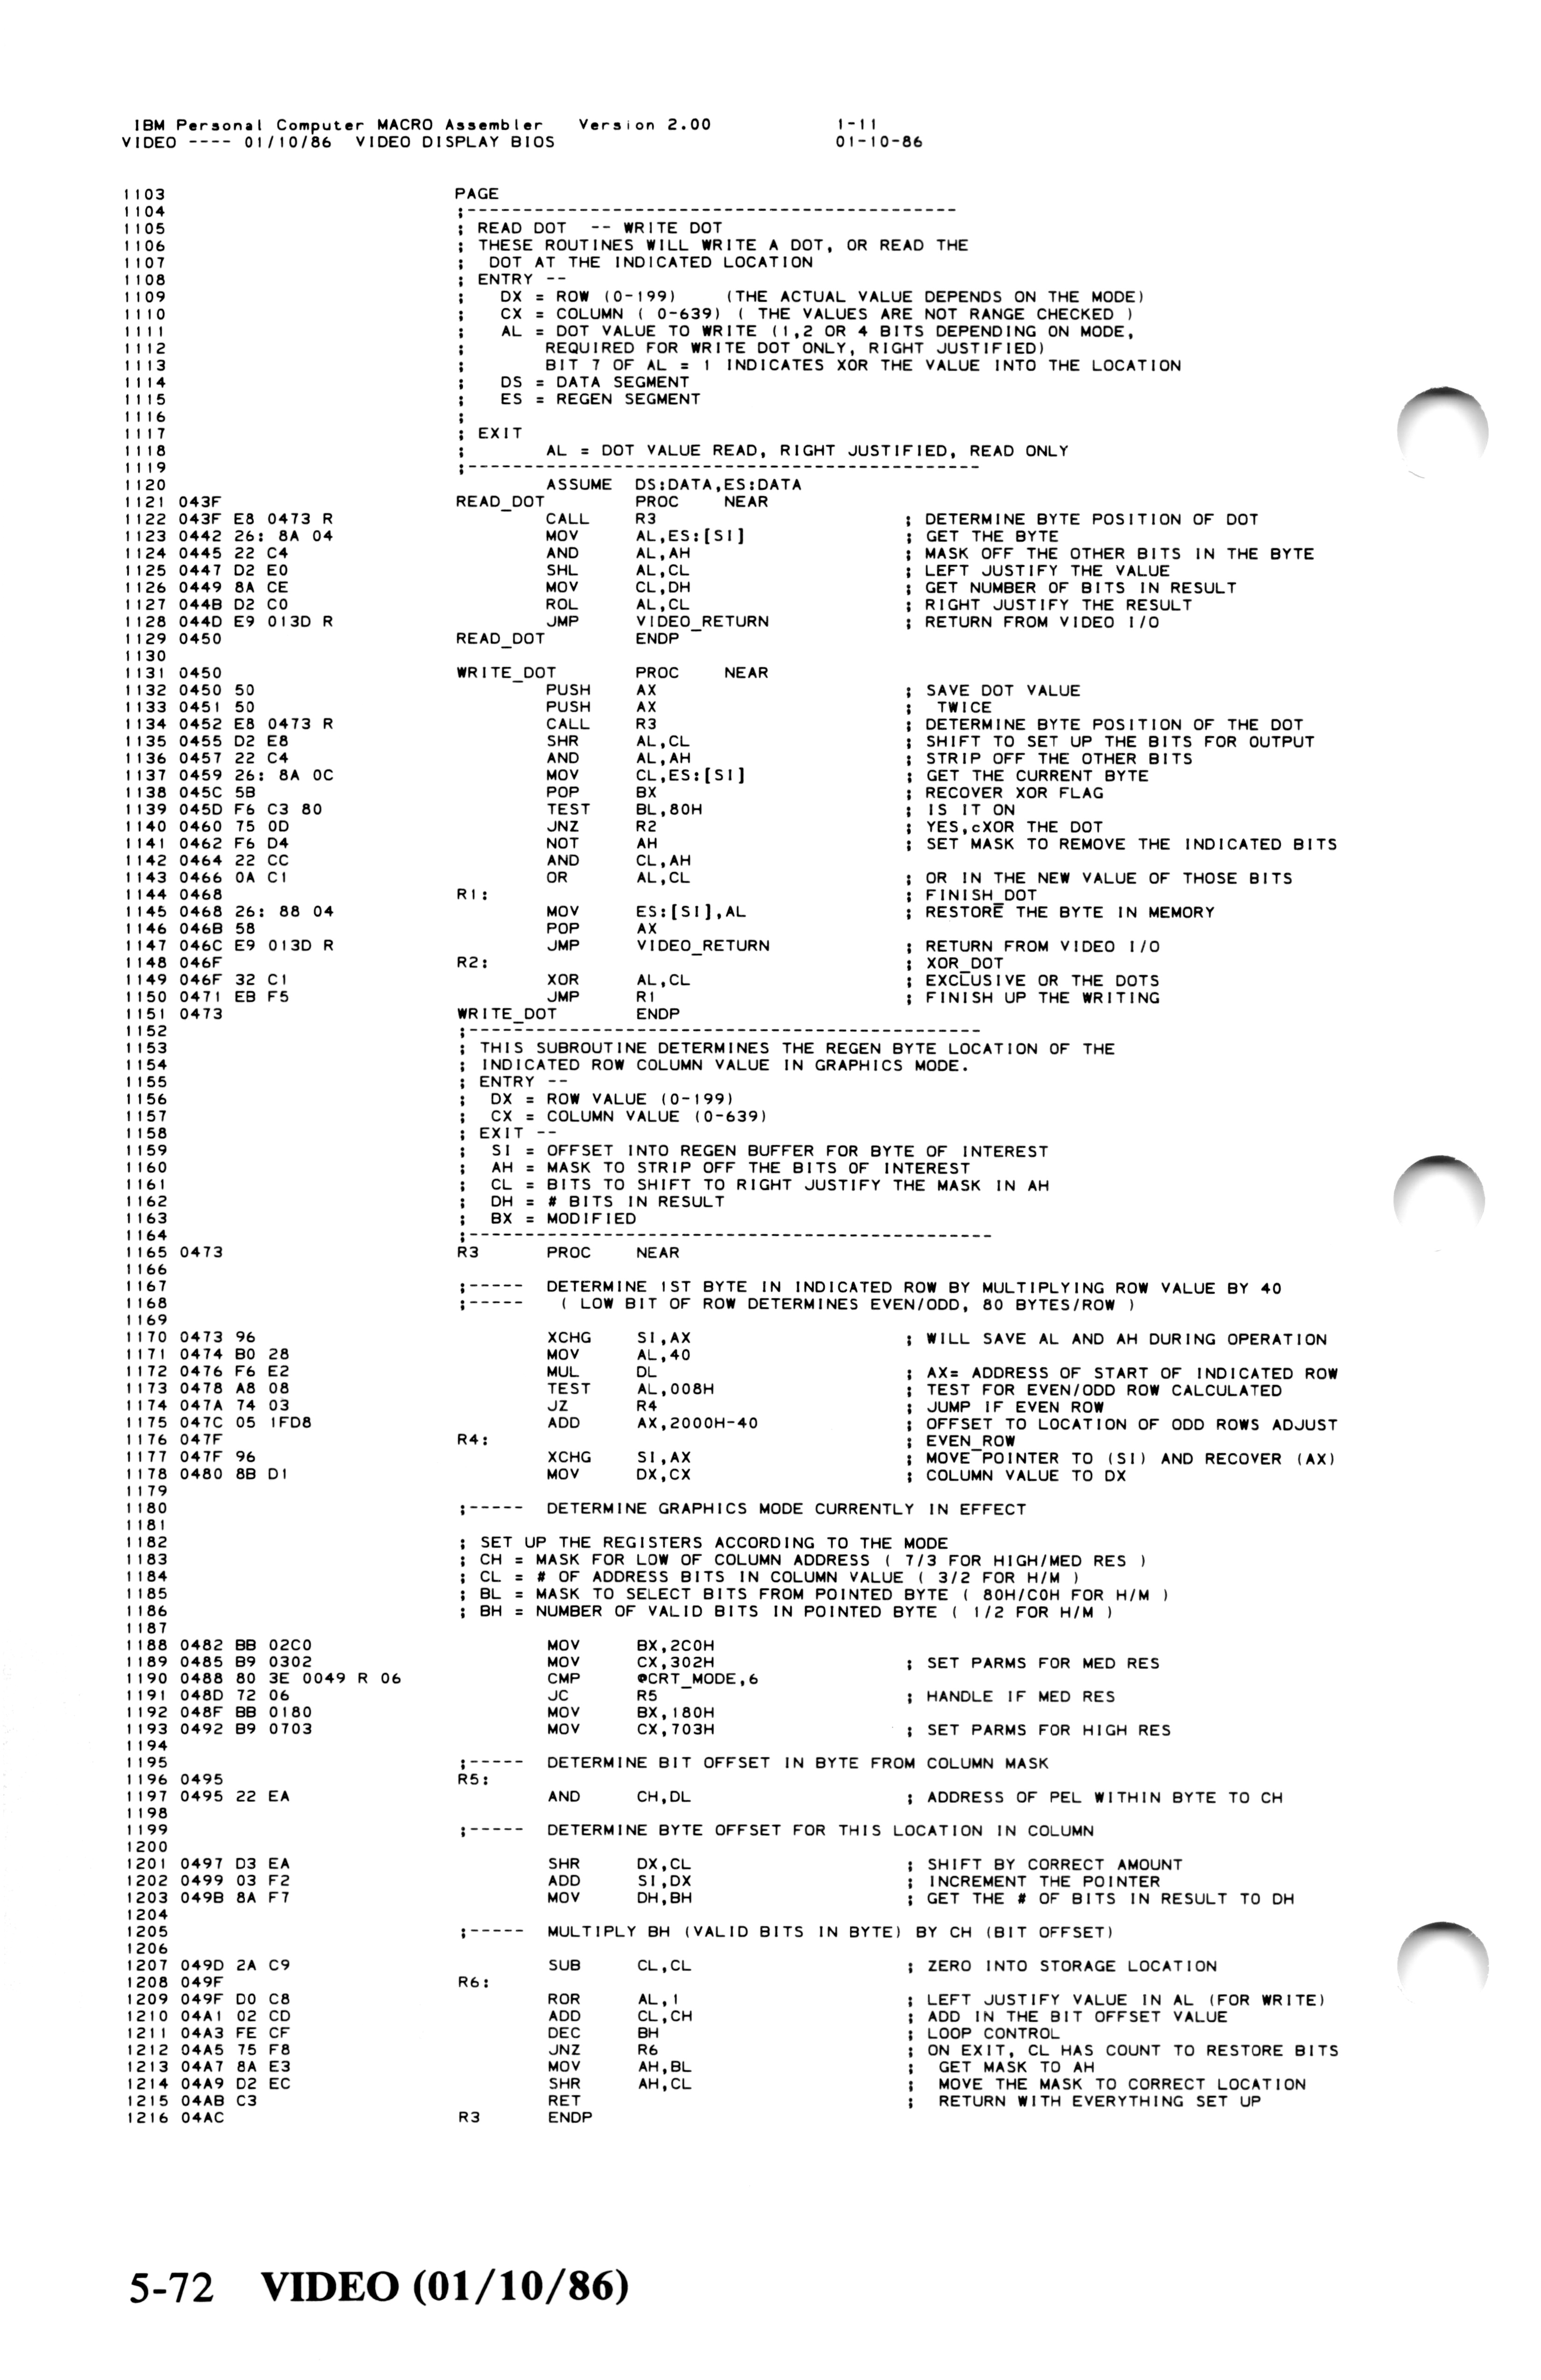 IBM Personal Computer MACRO Assembler   Version 2.00          1-11
VIDEO ---- 01/10/86  VIDEO DISPLAY BIOS                       01-10-86
1103                    PAGE
1104                    ;--------------------------------------------
1105                    ; READ DOT  -- WRITE DOT
1106                    ; THESE ROUTINES WILL WRITE A DOT, OR READ THE
1107                    ;  DOT AT THE INDICATED LOCATION
1108                    ; ENTRY --
1109                    ;   DX = ROW (0-199)     (THE ACTUAL VALUE DEPENDS ON THE MODE)
1110                    ;   CX = COLUMN ( 0-639) ( THE VALUES ARE NOT RANGE CHECKED )
1111                    ;   AL = DOT VALUE TO WRITE (1,2 OR 4 BITS DEPENDING ON MODE,
1112                    ;       REQUIRED FOR WRITE DOT ONLY, RIGHT JUSTIFIED)
1113                    ;       BIT 7 OF AL = 1 INDICATES XOR THE VALUE INTO THE LOCATION
1114                    ;   DS = DATA SEGMENT
1115                    ;   ES = REGEN SEGMENT
1116                    ;
1117                    ; EXIT
1118                    ;       AL = DOT VALUE READ, RIGHT JUSTIFIED, READ ONLY
1119                    ;----------------------------------------------
1120                            ASSUME  DS:DATA,ES:DATA
1121 043F               READ_DOT        PROC    NEAR
1122 043F E8 0473 R             CALL    R3                      ; DETERMINE BYTE POSITION OF DOT
1123 0442 26: 8A 04             MOV     AL,ES:[SI]              ; GET THE BYTE
1124 0445 22 C4                 AND     AL,AH                   ; MASK OFF THE OTHER BITS IN THE BYTE
1125 0447 D2 E0                 SHL     AL,CL                   ; LEFT JUSTIFY THE VALUE
1126 0449 8A CE                 MOV     CL,DH                   ; GET NUMBER OF BITS IN RESULT
1127 044B D2 C0                 ROL     AL,CL                   ; RIGHT JUSTIFY THE RESULT
1128 044D E9 013D R             JMP     VIDEO_RETURN            ; RETURN FROM VIDEO I/O
1129 0450               READ_DOT        ENDP
1130
1131 0450               WRITE_DOT       PROC    NEAR
1132 0450 50                    PUSH    AX                      ; SAVE DOT VALUE
1133 0451 50                    PUSH    AX                      ;  TWICE
1134 0452 E8 0473 R             CALL    R3                      ; DETERMINE BYTE POSITION OF THE DOT
1135 0455 D2 E8                 SHR     AL,CL                   ; SHIFT TO SET UP THE BITS FOR OUTPUT
1136 0457 22 C4                 AND     AL,AH                   ; STRIP OFF THE OTHER BITS
1137 0459 26: 8A 0C             MOV     CL,ES:[SI]              ; GET THE CURRENT BYTE
1138 045C 5B                    POP     BX                      ; RECOVER XOR FLAG
1139 045D F6 C3 80              TEST    BL,80H                  ; IS IT ON
1140 0460 75 0D                 JNZ     R2                      ; YES,cXOR THE DOT
1141 0462 F6 D4                 NOT     AH                      ; SET MASK TO REMOVE THE INDICATED BITS
1142 0464 22 CC                 AND     CL,AH
1143 0466 0A C1                 OR      AL,CL                   ; OR IN THE NEW VALUE OF THOSE BITS
1144 0468               R1:                                     ; FINISH_DOT
1145 0468 26: 88 04             MOV     ES:[SI],AL              ; RESTORE THE BYTE IN MEMORY
1146 046B 58                    POP     AX
1147 046C E9 013D R             JMP     VIDEO_RETURN            ; RETURN FROM VIDEO I/O
1148 046F               R2:                                     ; XOR_DOT
1149 046F 32 C1                 XOR     AL,CL                   ; EXCLUSIVE OR THE DOTS
1150 0471 EB F5                 JMP     R1                      ; FINISH UP THE WRITING
1151 0473               WRITE_DOT       ENDP
1152                    ;----------------------------------------------
1153                    ; THIS SUBROUTINE DETERMINES THE REGEN BYTE LOCATION OF THE
1154                    ; INDICATED ROW COLUMN VALUE IN GRAPHICS MODE.
1155                    ; ENTRY --
1156                    ;  DX = ROW VALUE (0-199)
1157                    ;  CX = COLUMN VALUE (0-639)
1158                    ; EXIT --
1159                    ;  SI = OFFSET INTO REGEN BUFFER FOR BYTE OF INTEREST
1160                    ;  AH = MASK TO STRIP OFF THE BITS OF INTEREST
1161                    ;  CL = BITS TO SHIFT TO RIGHT JUSTIFY THE MASK IN AH
1162                    ;  DH = # BITS IN RESULT
1163                    ;  BX = MODIFIED
1164                    ;-----------------------------------------------
1165 0473               R3      PROC    NEAR
1166
1167                    ;-----  DETERMINE 1ST BYTE IN INDICATED ROW BY MULTIPLYING ROW VALUE BY 40
1168                    ;-----   ( LOW BIT OF ROW DETERMINES EVEN/ODD, 80 BYTES/ROW )
1169
1170 0473 96                    XCHG    SI,AX                   ; WILL SAVE AL AND AH DURING OPERATION
1171 0474 B0 28                 MOV     AL,40
1172 0476 F6 E2                 MUL     DL                      ; AX= ADDRESS OF START OF INDICATED ROW
1173 0478 A8 08                 TEST    AL,008H                 ; TEST FOR EVEN/ODD ROW CALCULATED
1174 047A 74 03                 JZ      R4                      ; JUMP IF EVEN ROW
1175 047C 05 1FD8               ADD     AX,2000H-40             ; OFFSET TO LOCATION OF ODD ROWS ADJUST
1176 047F               R4:                                     ; EVEN_ROW
1177 047F 96                    XCHG    SI,AX                   ; MOVE POINTER TO (SI) AND RECOVER (AX)
1178 0480 8B D1                 MOV     DX,CX                   ; COLUMN VALUE TO DX
1179
1180                    ;-----  DETERMINE GRAPHICS MODE CURRENTLY IN EFFECT
1181
1182                    ; SET UP THE REGISTERS ACCORDING TO THE MODE
1183                    ; CH = MASK FOR LOW OF COLUMN ADDRESS ( 7/3 FOR HIGH/MED RES )
1184                    ; CL = # OF ADDRESS BITS IN COLUMN VALUE ( 3/2 FOR H/M )
1185                    ; BL = MASK TO SELECT BITS FROM POINTED BYTE ( 80H/C0H FOR H/M )
1186                    ; BH = NUMBER OF VALID BITS IN POINTED BYTE ( 1/2 FOR H/M )
1187
1188 0482 BB 02C0               MOV     BX,2C0H
1189 0485 B9 0302               MOV     CX,302H                 ; SET PARMS FOR MED RES
1190 0488 80 3E 0049 R 06       CMP     @CRT_MODE,6
1191 048D 72 06                 JC      R5                      ; HANDLE IF MED RES
1192 048F BB 0180               MOV     BX,180H
1193 0492 B9 0703               MOV     CX,703H                 ; SET PARMS FOR HIGH RES
1194
1195                    ;-----  DETERMINE BIT OFFSET IN BYTE FROM COLUMN MASK
1196 0495               R5:
1197 0495 22 EA                 AND     CH,DL                   ; ADDRESS OF PEL WITHIN BYTE TO CH
1198
1199                    ;-----  DETERMINE BYTE OFFSET FOR THIS LOCATION IN COLUMN
1200
1201 0497 D3 EA                 SHR     DX,CL                   ; SHIFT BY CORRECT AMOUNT
1202 0499 03 F2                 ADD     SI,DX                   ; INCREMENT THE POINTER
1203 049B 8A F7                 MOV     DH,BH                   ; GET THE # OF BITS IN RESULT TO DH
1204
1205                    ;-----  MULTIPLY BH (VALID BITS IN BYTE) BY CH (BIT OFFSET)
1206
1207 049D 2A C9                 SUB     CL,CL                   ; ZERO INTO STORAGE LOCATION
1208 049F               R6:
1209 049F D0 C8                 ROR     AL,1                    ; LEFT JUSTIFY VALUE IN AL (FOR WRITE)
1210 04A1 02 CD                 ADD     CL,CH                   ; ADD IN THE BIT OFFSET VALUE
1211 04A3 FE CF                 DEC     BH                      ; LOOP CONTROL
1212 04A5 75 F8                 JNZ     R6                      ; ON EXIT, CL HAS COUNT TO RESTORE BITS
1213 04A7 8A E3                 MOV     AH,BL                   ;  GET MASK TO AH
1214 04A9 D2 EC                 SHR     AH,CL                   ;  MOVE THE MASK TO CORRECT LOCATION
1215 04AB C3                    RET                             ;  RETURN WITH EVERYTHING SET UP
1216 04AC               R3      ENDP
5-72 VIDEO (01/10/86)